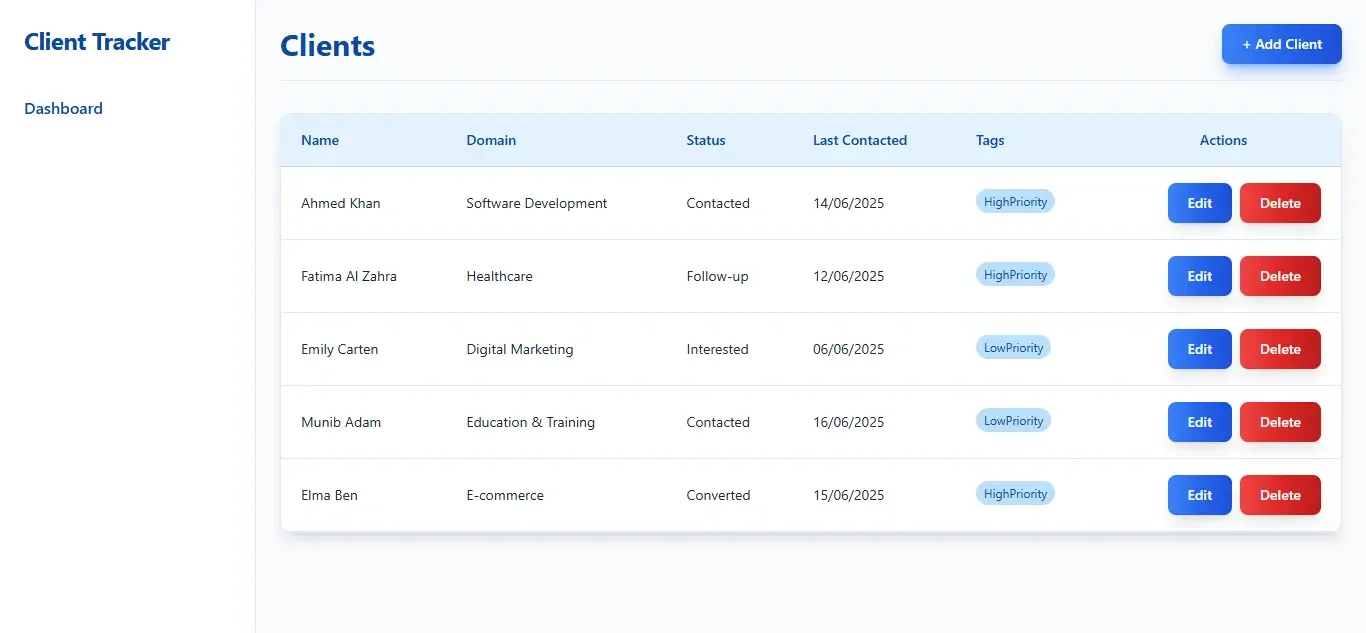 Client Tracker
Dashboard
Clients
+ Add Client
Name Domain Status Last Contacted Tags Actions
Ahmed Khan Software Development Contacted 14/06/2025 HighPriority Edit Delete
Fatima Al Zahra Healthcare Follow-up 12/06/2025 HighPriority Edit Delete
Emily Carten Digital Marketing Interested 06/06/2025 LowPriority Edit Delete
Munib Adam Education & Training Contacted 16/06/2025 LowPriority Edit Delete
Elma Ben E-commerce Converted 15/06/2025 HighPriority Edit Delete